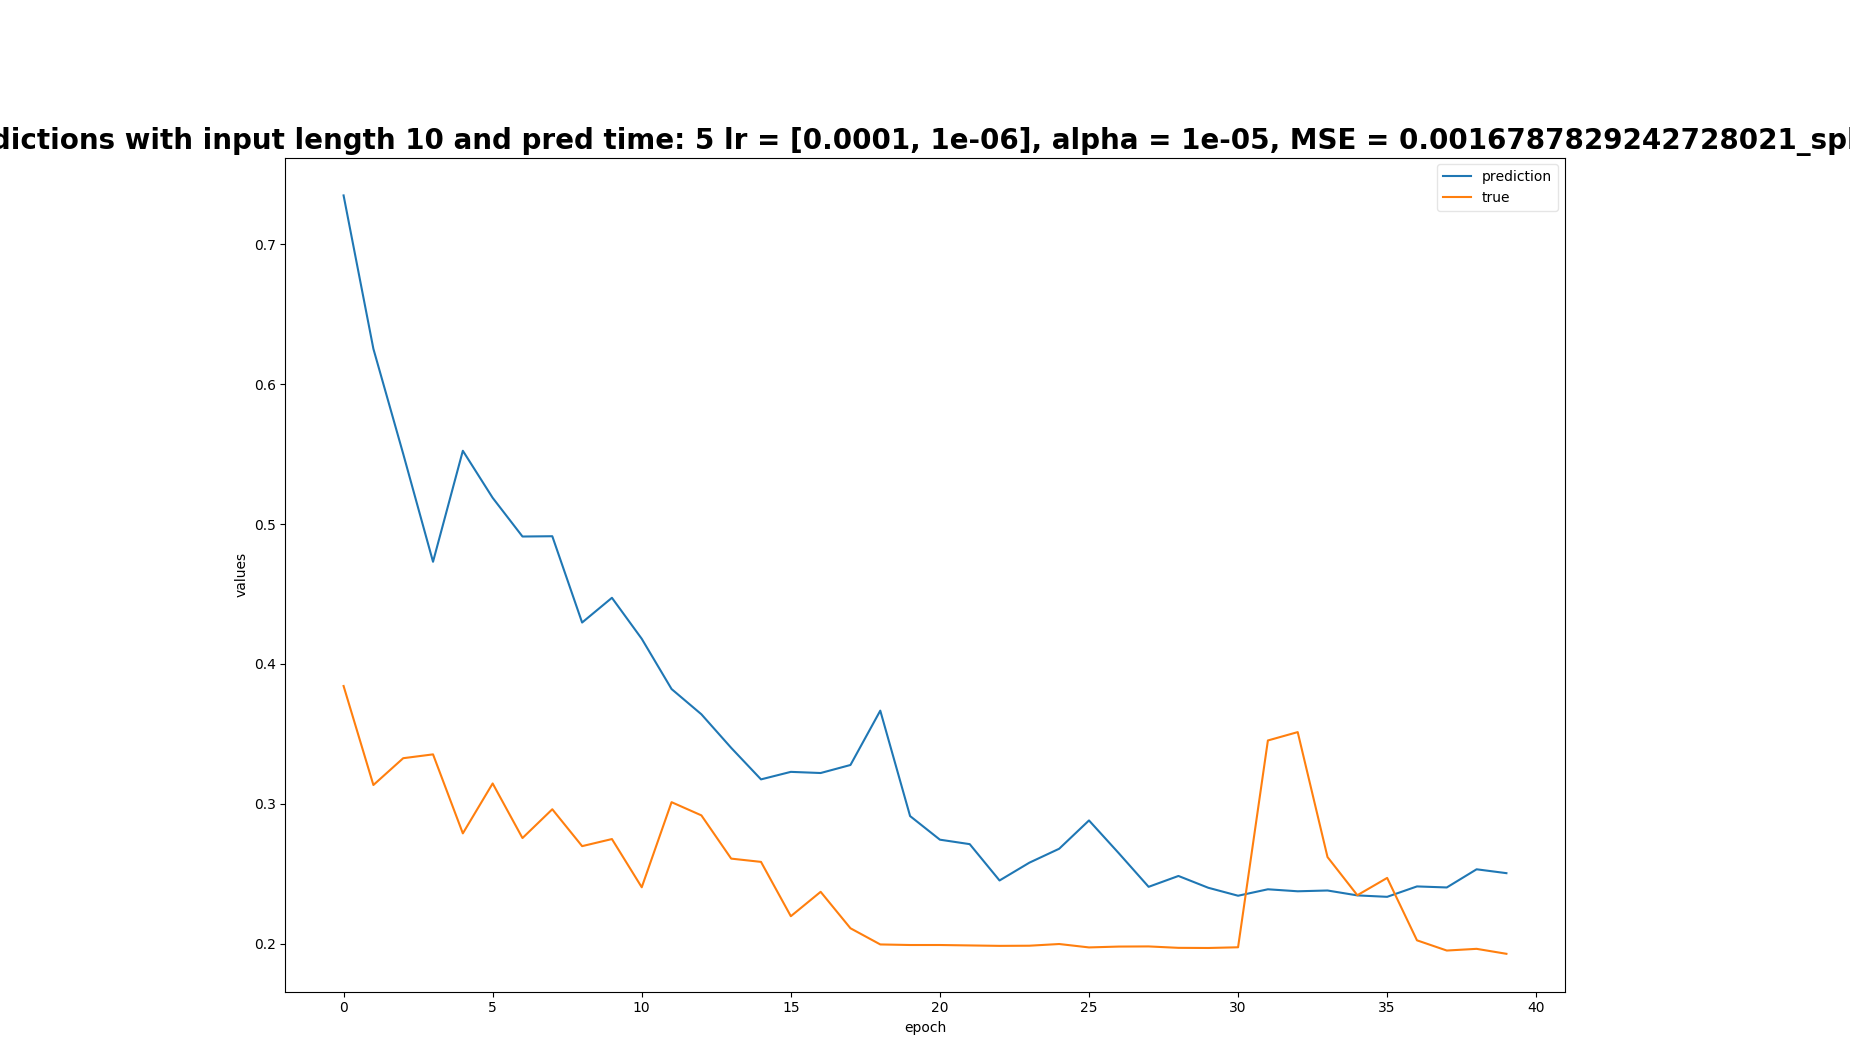 dictions with input length 10 and pred time: 5 lr = [0.0001, 1e-06], alpha = 1e-05, MSE = 0.0016787829242728021_spl
prediction
true
0.7
0.6
0.5
0.4
0.3
0.2
values
0 5 10 15 20 25 30 35 40
epoch